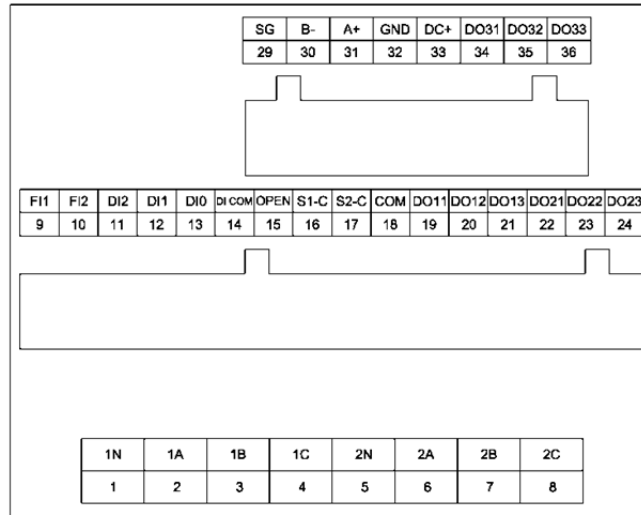 SG B- A+ GND DC+ DO31 DO32 DO33
29 30 31 32 33 34 35 36
FI1 FI2 DI2 DI1 DI0 DI COM OPEN S1-C S2-C COM DO11 DO12 DO13 DO21 DO22 DO23
9 10 11 12 13 14 15 16 17 18 19 20 21 22 23 24
1N 1A 1B 1C 2N 2A 2B 2C
1 2 3 4 5 6 7 8